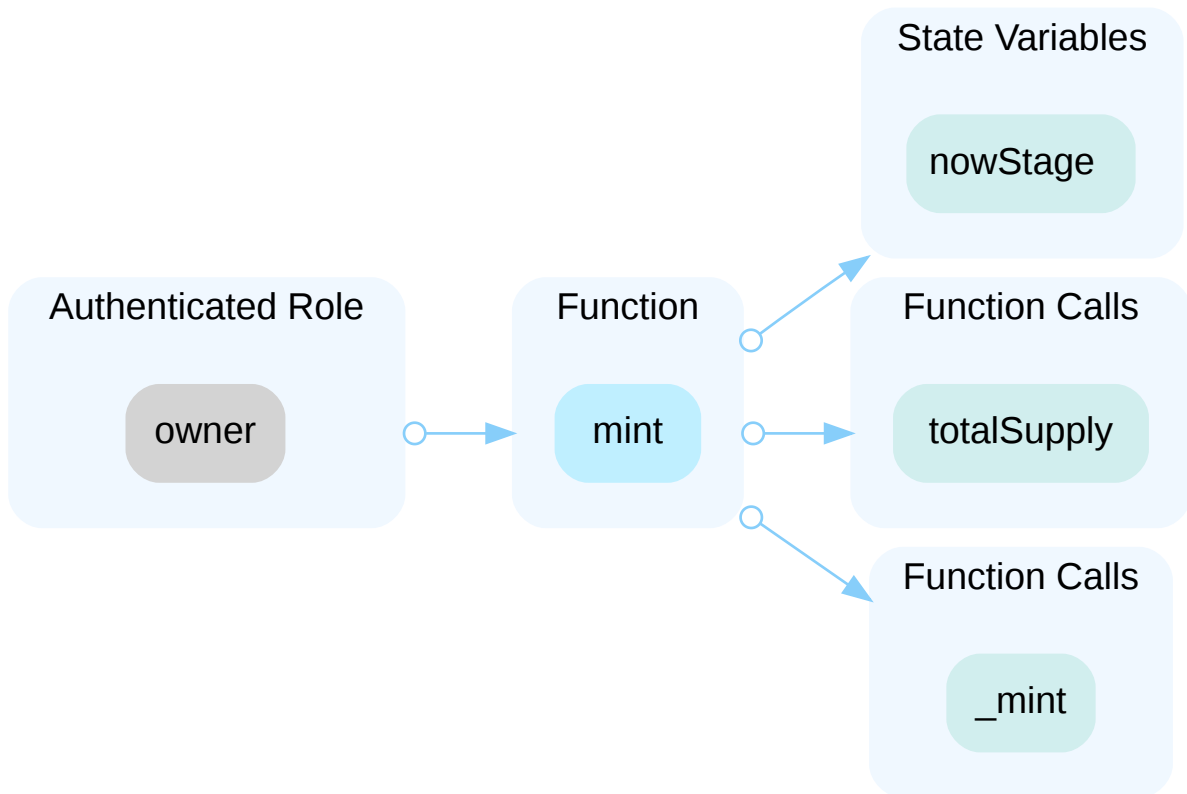 State Variables
nowStage
Authenticated Role
owner
Function
mint
Function Calls
totalSupply
Function Calls
_mint